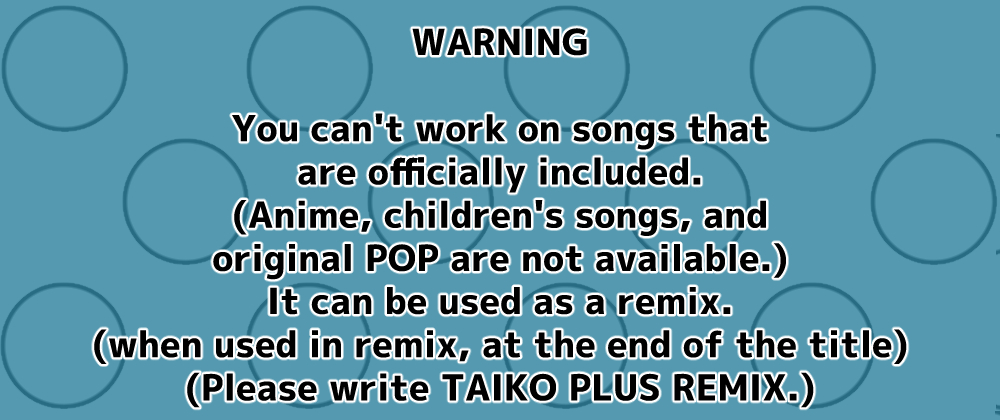 WARNING
You can't work on songs that
are officially included.
(Anime, children's songs, and
original POP are not available.)
It can be used as a remix.
(when used in remix, at the end of the title)
(Please write TAIKO PLUS REMIX.)